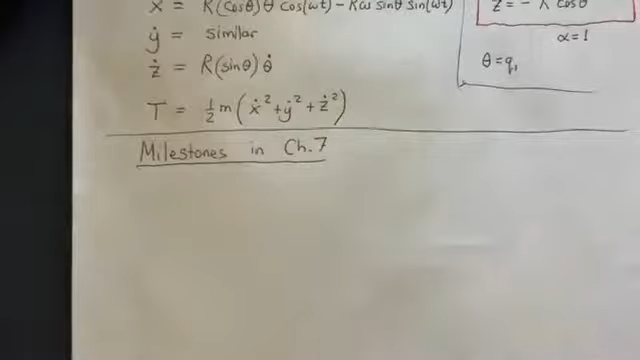 ẋ = R(cosθ)θ̇ cos(ωt) - Rω sinθ sin(ωt)
ẏ = similar
ż = R(sinθ) θ̇
T = ½ m (ẋ² + ẏ² + ż²)
z = - R cosθ
α = 1
θ = q₁
Milestones in Ch. 7